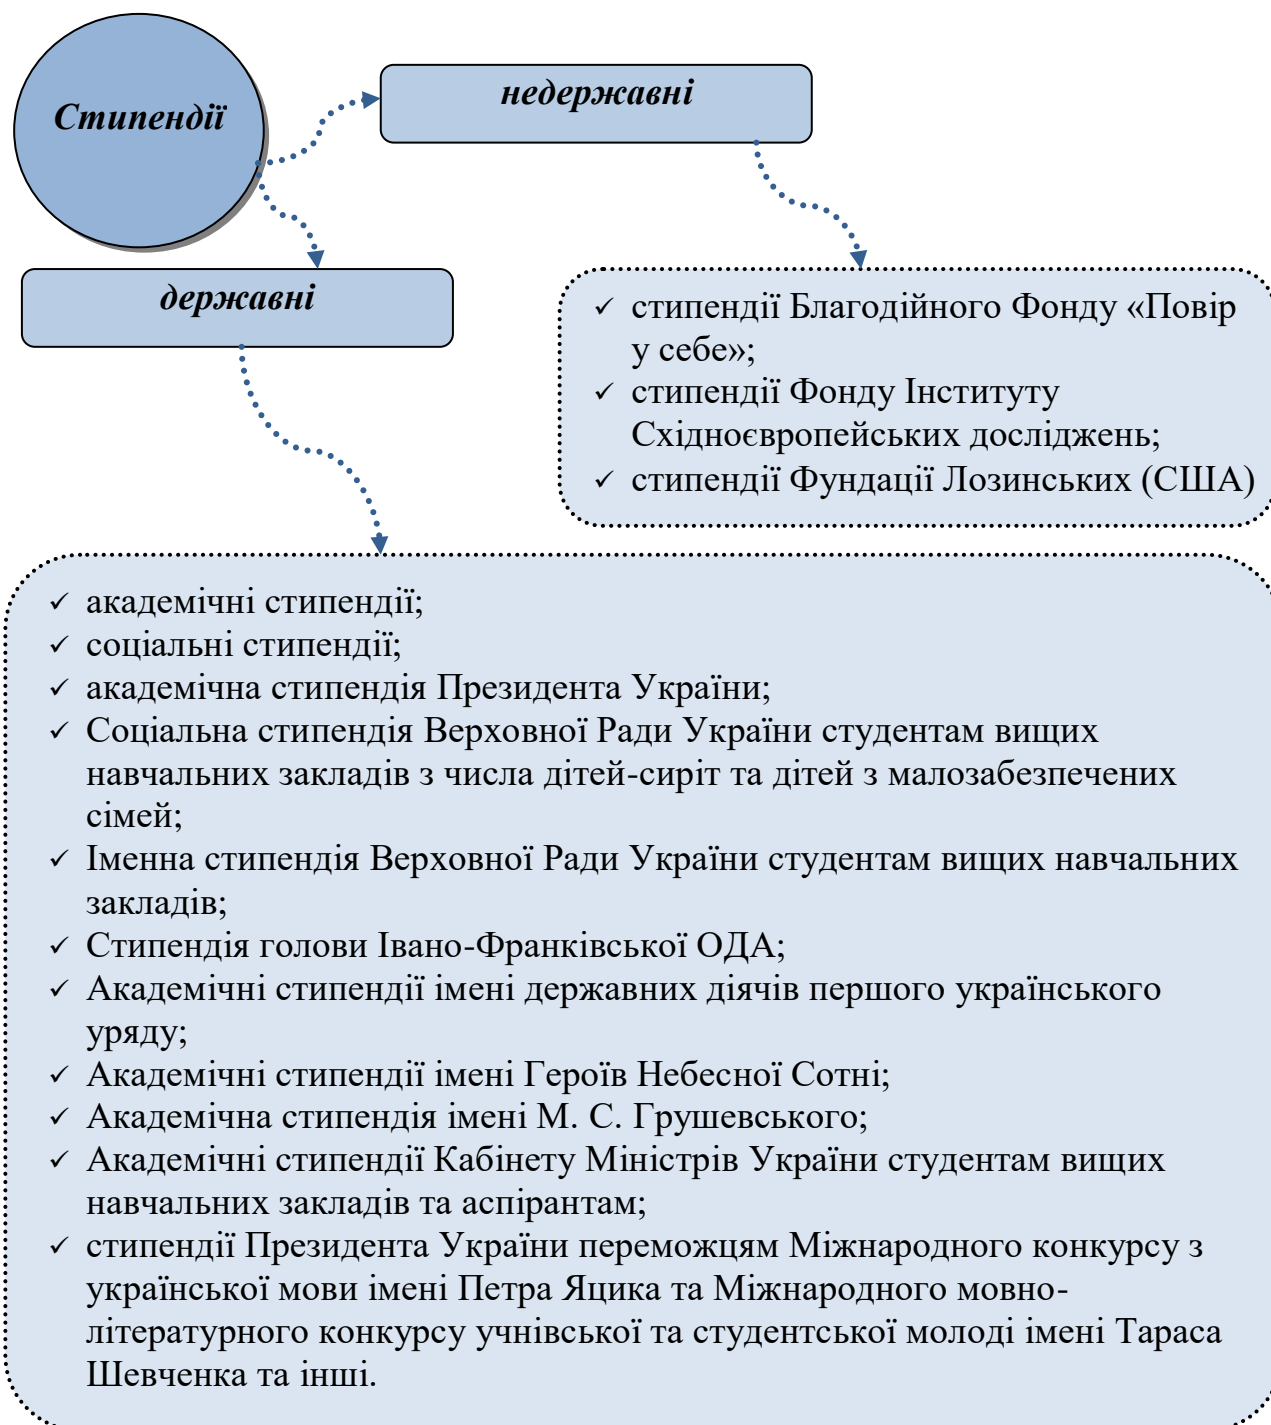 Стипендії
недержавні
державні
✓ стипендії Благодійного Фонду «Повір
у себе»;
✓ стипендії Фонду Інституту
Східноєвропейських досліджень;
✓ стипендії Фундації Лозинських (США)
✓ академічні стипендії;
✓ соціальні стипендії;
✓ академічна стипендія Президента України;
✓ Соціальна стипендія Верховної Ради України студентам вищих
навчальних закладів з числа дітей-сиріт та дітей з малозабезпечених
сімей;
✓ Іменна стипендія Верховної Ради України студентам вищих навчальних
закладів;
✓ Стипендія голови Івано-Франківської ОДА;
✓ Академічні стипендії імені державних діячів першого українського
уряду;
✓ Академічні стипендії імені Героїв Небесної Сотні;
✓ Академічна стипендія імені М. С. Грушевського;
✓ Академічні стипендії Кабінету Міністрів України студентам вищих
навчальних закладів та аспірантам;
✓ стипендії Президента України переможцям Міжнародного конкурсу з
української мови імені Петра Яцика та Міжнародного мовно-
літературного конкурсу учнівської та студентської молоді імені Тараса
Шевченка та інші.